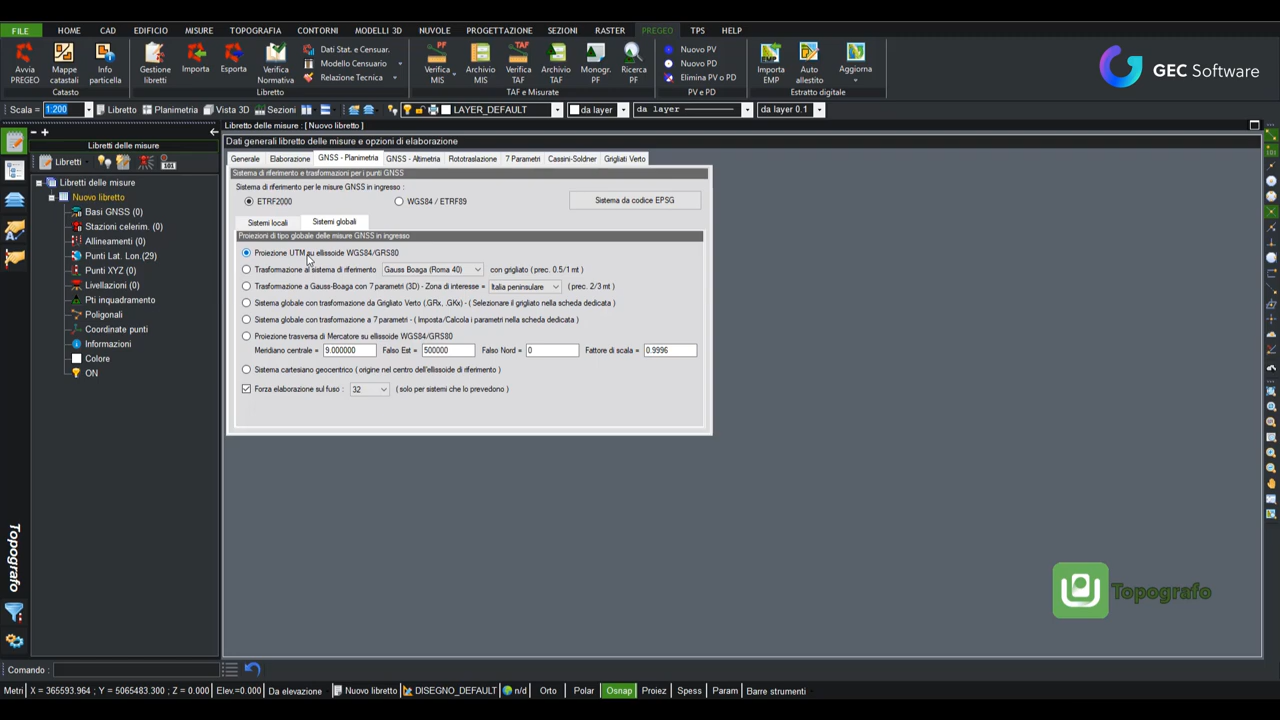 FILE HOME CAD EDIFICIO MISURE TOPOGRAFIA CONTORNI MODELLI 3D NUVOLE PROGETTAZIONE SEZIONI RASTER PREGEO TPS HELP
Avvia PREGEO
Mappe catastali
Info particella
Catasto
Gestione libretti
Importa
Esporta
Verifica Normativa
Dati Stat. e Censuar.
Modello Censuario
Relazione Tecnica
Libretto
Verifica MIS
Archivio MIS
Verifica TAF
Archivio TAF
Monogr. PF
Ricerca PF
TAF e Misurate
Nuovo PV
Nuovo PD
Elimina PV o PD
PV e PD
Importa EMP
Auto allestito
Aggiorna
Estratto digitale
GEC Software
Scala = 1:200 Libretto Planimetria Vista 3D Sezioni LAYER_DEFAULT da layer da layer da layer 0.1
Libretti delle misure
Libretti
101
Libretti delle misure
Nuovo libretto
Basi GNSS (0)
Stazioni celerim. (0)
Allineamenti (0)
Punti Lat. Lon.(29)
Punti XYZ (0)
Livellazioni (0)
Pti inquadramento
Poligonali
Coordinate punti
Informazioni
Colore
ON
Topografo
Libretto delle misure : [ Nuovo libretto ]
Dati generali libretto delle misure e opzioni di elaborazione
Generale Elaborazione GNSS - Planimetria GNSS - Altimetria Rototraslazione 7 Parametri Cassini-Soldner Grigliati Verto
Sistema di riferimento e trasformazioni per i punti GNSS
Sistema di riferimento per le misure GNSS in ingresso :
ETRF2000 WGS84 / ETRF89 Sistema da codice EPSG
Sistemi locali Sistemi globali
Proiezioni di tipo globale delle misure GNSS in ingresso
Proiezione UTM su ellissoide WGS84/GRS80
Trasformazione al sistema di riferimento Gauss Boaga (Roma 40) con grigliato ( prec. 0.5/1 mt )
Trasformazione a Gauss-Boaga con 7 parametri (3D) - Zona di interesse = Italia peninsulare ( prec. 2/3 mt )
Sistema globale con trasformazione da Grigliato Verto (.GRx, .GKx) - ( Selezionare il grigliato nella scheda dedicata )
Sistema globale con trasformazione a 7 parametri - ( Imposta/Calcola i parametri nella scheda dedicata )
Proiezione trasversa di Mercatore su ellissoide WGS84/GRS80
Meridiano centrale = 9.000000 Falso Est = 500000 Falso Nord = 0 Fattore di scala = 0.9996
Sistema cartesiano geocentrico ( origine nel centro dell'ellissoide di riferimento )
Forza elaborazione sul fuso : 32 ( solo per sistemi che lo prevedono )
Topografo
Comando :
Metri X = 365593.964 ; Y = 5065483.300 ; Z = 0.000 Elev.=0.000 Da elevazione Nuovo libretto DISEGNO_DEFAULT n/d Orto Polar Osnap Proiez Spess Param Barre strumenti